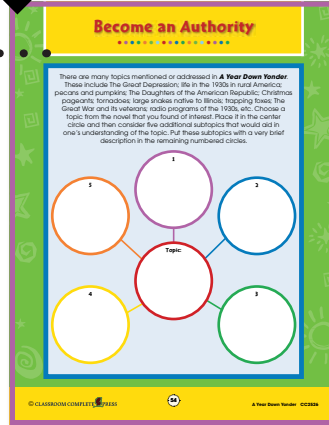 Become an Authority
There are many topics mentioned or addressed in A Year Down Yonder.
These include The Great Depression; life in the 1930s in rural America;
pecans and pumpkins; The Daughters of the American Republic; Christmas
pageants; tornadoes; large snakes native to Illinois; trapping foxes; The
Great War and its veterans; radio programs of the 1930s, etc. Choose a
topic from the novel that you found of interest. Place it in the center
circle and then consider five additional subtopics that would aid in
one's understanding of the topic. Put these subtopics with a very brief
description in the remaining numbered circles.
1
5
2
Topic
4
3
© CLASSROOM COMPLETE PRESS
54
A Year Down Yonder CC2526